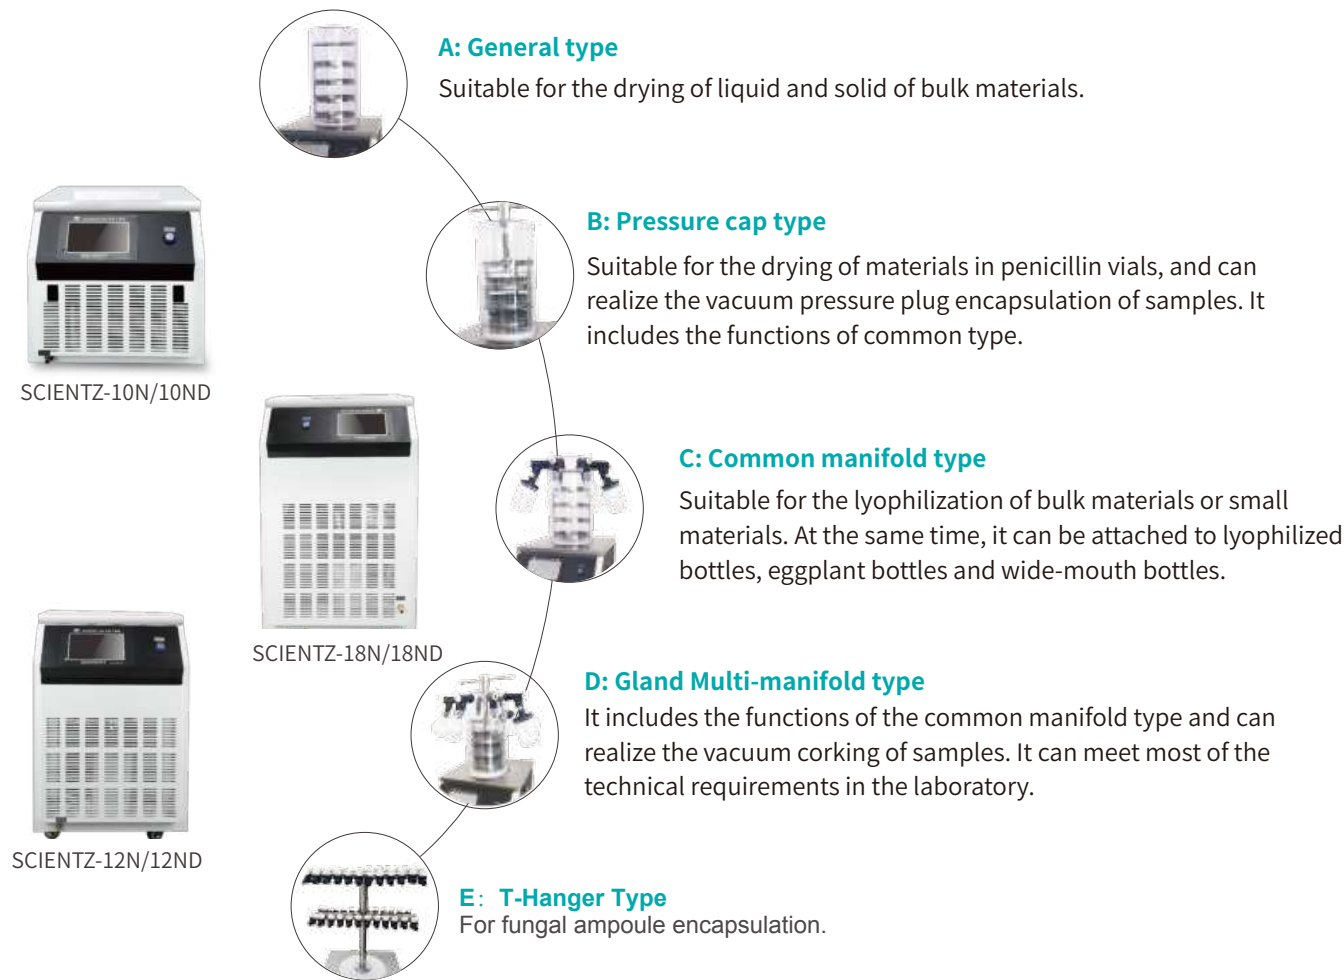 A: General type
Suitable for the drying of liquid and solid of bulk materials.
B: Pressure cap type
Suitable for the drying of materials in penicillin vials, and can
realize the vacuum pressure plug encapsulation of samples. It
includes the functions of common type.
SCIENTZ-10N/10ND
C: Common manifold type
Suitable for the lyophilization of bulk materials or small
materials. At the same time, it can be attached to lyophilized
bottles, eggplant bottles and wide-mouth bottles.
SCIENTZ-18N/18ND
D: Gland Multi-manifold type
It includes the functions of the common manifold type and can
realize the vacuum corking of samples. It can meet most of the
technical requirements in the laboratory.
SCIENTZ-12N/12ND
E: T-Hanger Type
For fungal ampoule encapsulation.